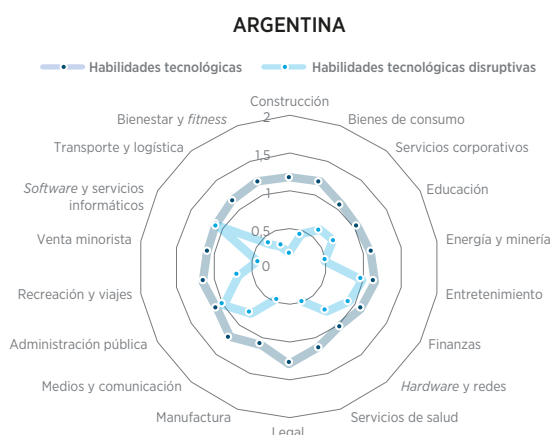 ARGENTINA
Habilidades tecnológicas
Habilidades tecnológicas disruptivas
Construcción
Bienes de consumo
Servicios corporativos
Educación
Energía y minería
Entretenimiento
Finanzas
Hardware y redes
Servicios de salud
Legal
Manufactura
Medios y comunicación
Administración pública
Recreación y viajes
Venta minorista
Software y servicios
informáticos
Transporte y logística
Bienestar y fitness
2
1,5
1
0,5
0